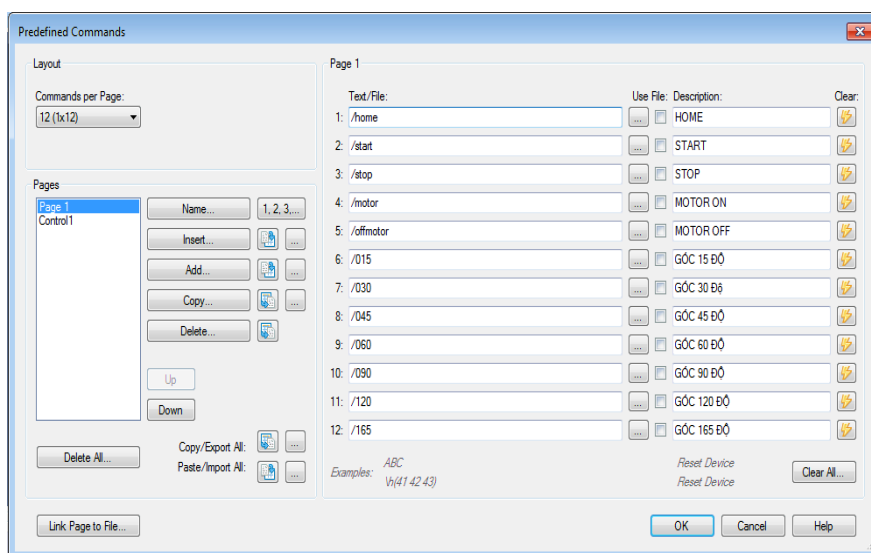 Predefined Commands
Layout
Commands per Page:
12 (1x12)
Pages
Page 1
Control1
Name...
1, 2, 3,...
Insert...
...
Add...
...
Copy...
...
Delete...
Up
Down
Delete All...
Copy/Export All:
...
Paste/Import All:
...
Link Page to File...
Page 1
Text/File: Use File: Description: Clear:
1: /home ... HOME
2: /start ... START
3: /stop ... STOP
4: /motor ... MOTOR ON
5: /offmotor ... MOTOR OFF
6: /015 ... GÓC 15 ĐỘ
7: /030 ... GÓC 30 Độ
8: /045 ... GÓC 45 ĐỘ
9: /060 ... GÓC 60 ĐỘ
10: /090 ... GÓC 90 ĐỘ
11: /120 ... GÓC 120 ĐỘ
12: /165 ... GÓC 165 ĐỘ
Examples: ABC Reset Device
\h(41 42 43) Reset Device
Clear All...
OK Cancel Help